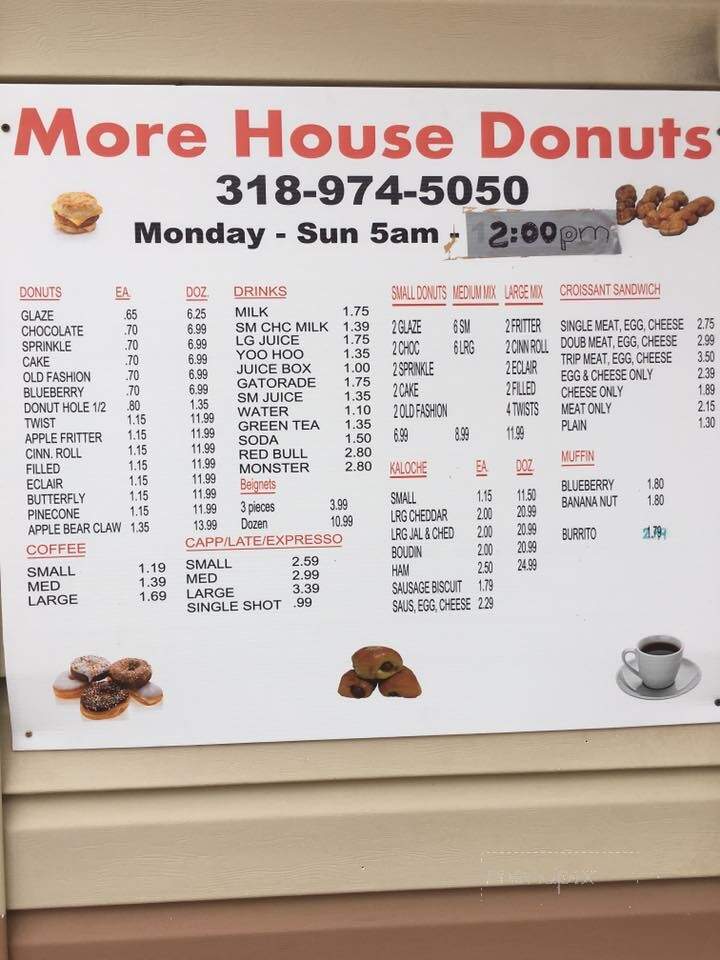 More House Donuts
318-974-5050
Monday - Sun 5am - 2:00pm
DONUTS EA. DOZ.
GLAZE .65 6.25
CHOCOLATE .70 6.99
SPRINKLE .70 6.99
CAKE .70 6.99
OLD FASHION .70 6.99
BLUEBERRY .70 6.99
DONUT HOLE 1/2 .80 1.35
TWIST 1.15 11.99
APPLE FRITTER 1.15 11.99
CINN. ROLL 1.15 11.99
FILLED 1.15 11.99
ECLAIR 1.15 11.99
BUTTERFLY 1.15 11.99
PINECONE 1.15 11.99
APPLE BEAR CLAW 1.35 13.99
COFFEE
SMALL 1.19
MED 1.39
LARGE 1.69
DRINKS
MILK 1.75
SM CHC MILK 1.39
LG JUICE 1.75
YOO HOO 1.35
JUICE BOX 1.00
GATORADE 1.75
SM JUICE 1.35
WATER 1.10
GREEN TEA 1.35
SODA 1.50
RED BULL 2.80
MONSTER 2.80
Beignets
3 pieces 3.99
Dozen 10.99
CAPP/LATE/EXPRESSO
SMALL 2.59
MED 2.99
LARGE 3.39
SINGLE SHOT .99
SMALL DONUTS MEDIUM MIX LARGE MIX
2 GLAZE 6 SM 2 FRITTER
2 CHOC 6 LRG 2 CINN ROLL
2 SPRINKLE 2 ECLAIR
2 CAKE 2 FILLED
2 OLD FASHION 4 TWISTS
6.99 8.99 11.99
KALOCHE EA. DOZ.
SMALL 1.15 11.50
LRG CHEDDAR 2.00 20.99
LRG JAL & CHED 2.00 20.99
BOUDIN 2.00 20.99
HAM 2.50 24.99
SAUSAGE BISCUIT 1.79
SAUS, EGG, CHEESE 2.29
CROISSANT SANDWICH
SINGLE MEAT, EGG, CHEESE 2.75
DOUB MEAT, EGG, CHEESE 2.99
TRIP MEAT, EGG, CHEESE 3.50
EGG & CHEESE ONLY 2.39
CHEESE ONLY 1.89
MEAT ONLY 2.15
PLAIN 1.30
MUFFIN
BLUEBERRY 1.80
BANANA NUT 1.80
BURRITO